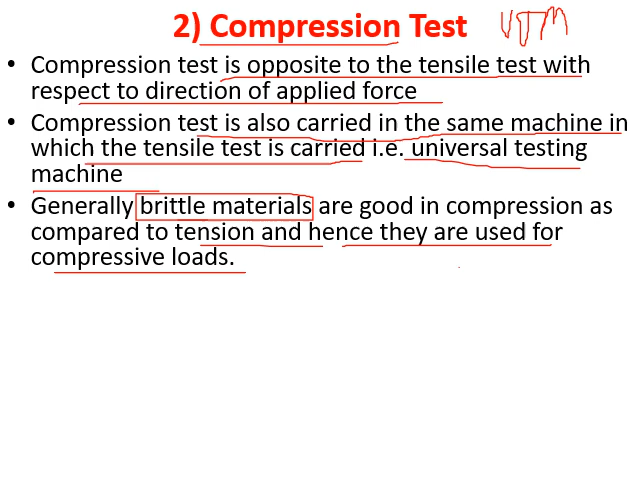 2) Compression Test UTM
• Compression test is opposite to the tensile test with
respect to direction of applied force
• Compression test is also carried in the same machine in
which the tensile test is carried i.e. universal testing
machine
• Generally brittle materials are good in compression as
compared to tension and hence they are used for
compressive loads.